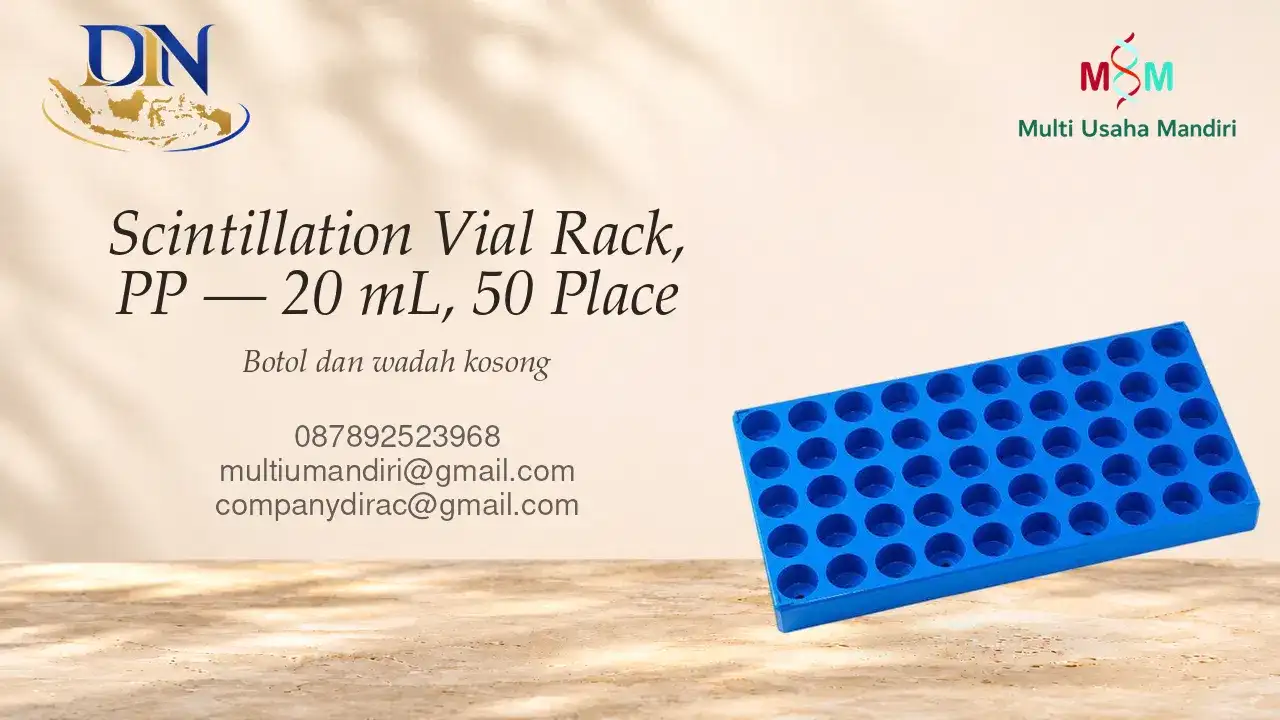 DIN
M M
Multi Usaha Mandiri
Scintillation Vial Rack,
PP — 20 mL, 50 Place
Botol dan wadah kosong
087892523968
multiumandiri@gmail.com
companydirac@gmail.com